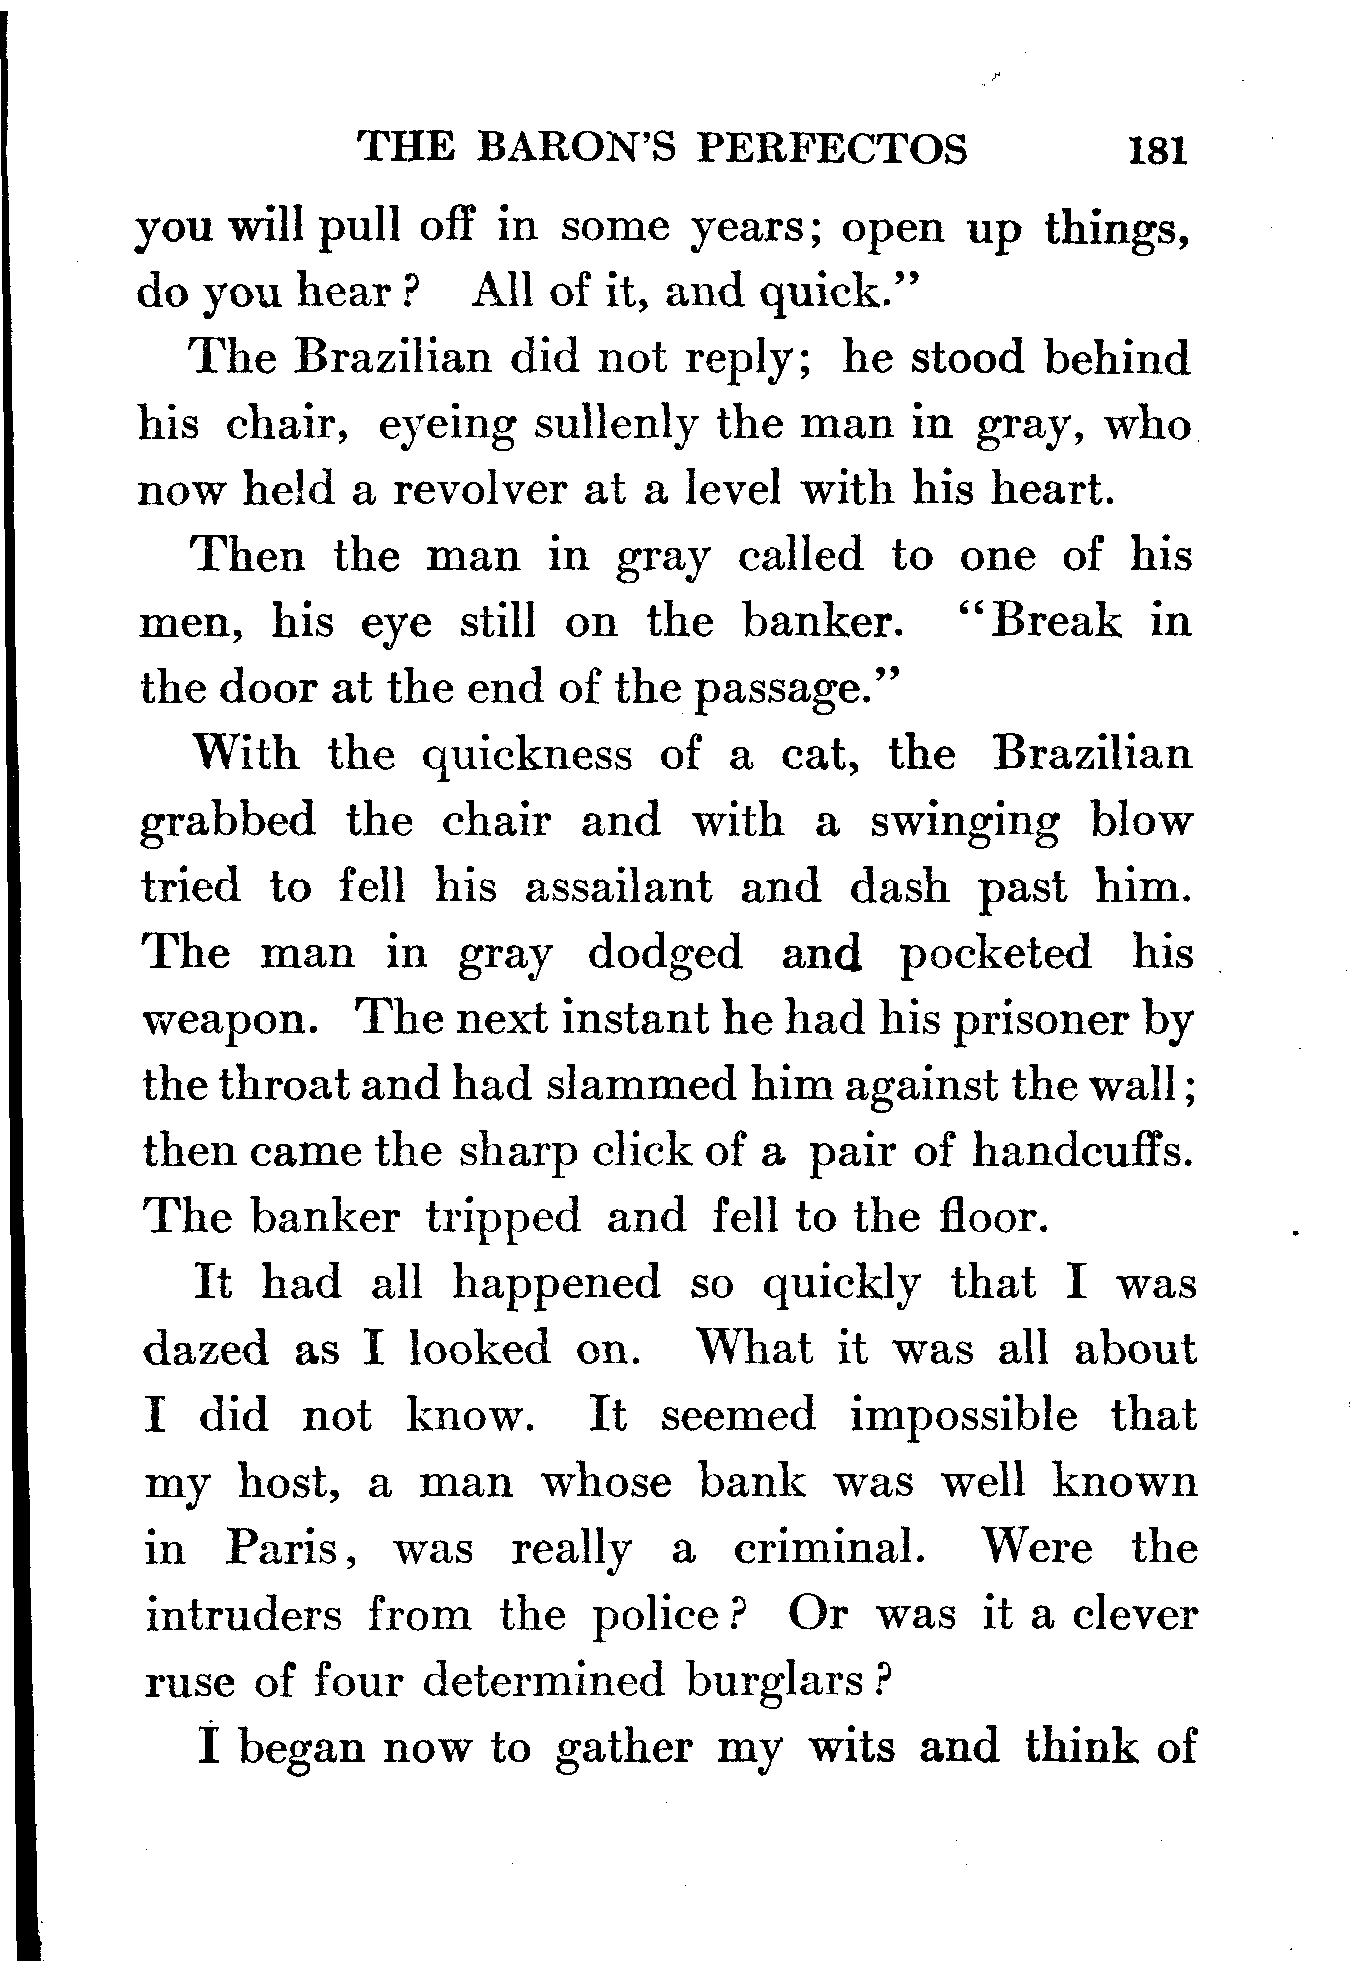 THE BARON'S PERFECTOS 181
you will pull off in some years; open up things,
do you hear? All of it, and quick."
The Brazilian did not reply; he stood behind
his chair, eyeing sullenly the man in gray, who
now held a revolver at a level with his heart.
Then the man in gray called to one of his
men, his eye still on the banker. "Break in
the door at the end of the passage."
With the quickness of a cat, the Brazilian
grabbed the chair and with a swinging blow
tried to fell his assailant and dash past him.
The man in gray dodged and pocketed his
weapon. The next instant he had his prisoner by
the throat and had slammed him against the wall;
then came the sharp click of a pair of handcuffs.
The banker tripped and fell to the floor.
It had all happened so quickly that I was
dazed as I looked on. What it was all about
I did not know. It seemed impossible that
my host, a man whose bank was well known
in Paris, was really a criminal. Were the
intruders from the police? Or was it a clever
ruse of four determined burglars?
I began now to gather my wits and think of